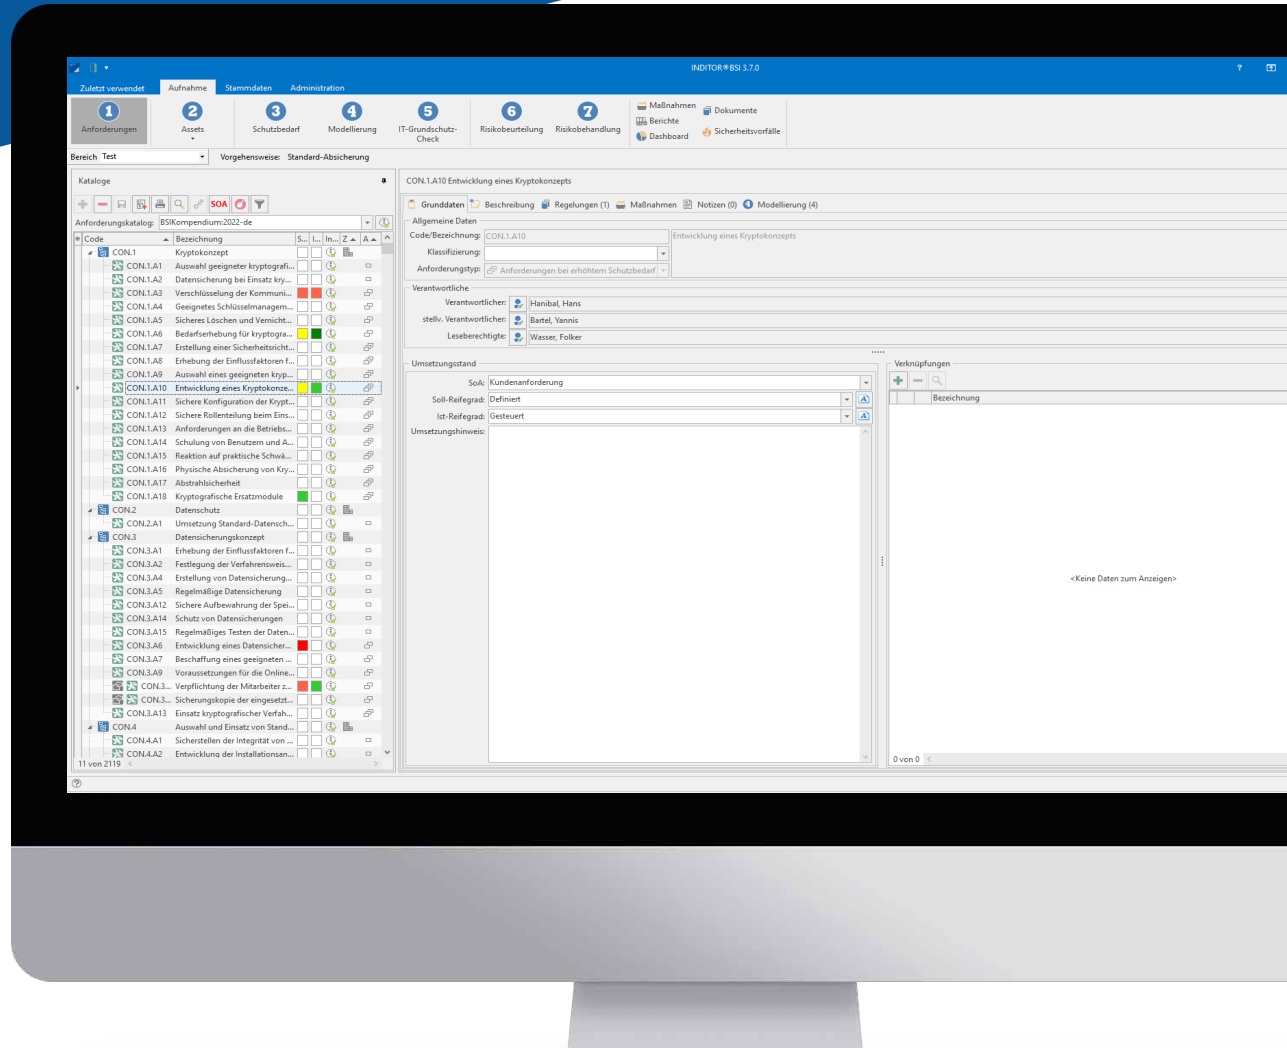 INDITOR® BSI 3.7.0
?
Zuletzt verwendet Aufnahme Stammdaten Administration
1 2 3 4 5 6 7
Anforderungen Assets Schutzbedarf Modellierung IT-Grundschutz-Check Risikobeurteilung Risikobehandlung
Maßnahmen Dokumente
Berichte
Dashboard Sicherheitsvorfälle
Bereich Test Vorgehensweise: Standard-Absicherung
Kataloge
SOA
Anforderungskatalog: BSIKompendium:2022-de
Code Bezeichnung S... I... In... Z A
CON.1 Kryptokonzept
CON.1.A1 Auswahl geeigneter kryptografi...
CON.1.A2 Datensicherung bei Einsatz kry...
CON.1.A3 Verschlüsselung der Kommuni...
CON.1.A4 Geeignetes Schlüsselmanagem...
CON.1.A5 Sicheres Löschen und Vernicht...
CON.1.A6 Bedarfserhebung für kryptogra...
CON.1.A7 Erstellung einer Sicherheitsricht...
CON.1.A8 Erhebung der Einflussfaktoren f...
CON.1.A9 Auswahl eines geeigneten kryp...
CON.1.A10 Entwicklung eines Kryptokonze...
CON.1.A11 Sichere Konfiguration der Krypt...
CON.1.A12 Sichere Rollenteilung beim Eins...
CON.1.A13 Anforderungen an die Betriebs...
CON.1.A14 Schulung von Benutzern und A...
CON.1.A15 Reaktion auf praktische Schwä...
CON.1.A16 Physische Absicherung von Kry...
CON.1.A17 Abstrahlsicherheit
CON.1.A18 Kryptografische Ersatzmodule
CON.2 Datenschutz
CON.2.A1 Umsetzung Standard-Datensch...
CON.3 Datensicherungskonzept
CON.3.A1 Erhebung der Einflussfaktoren f...
CON.3.A2 Festlegung der Verfahrensweis...
CON.3.A4 Erstellung von Datensicherung...
CON.3.A5 Regelmäßige Datensicherung
CON.3.A12 Sichere Aufbewahrung der Spei...
CON.3.A14 Schutz von Datensicherungen
CON.3.A15 Regelmäßiges Testen der Daten...
CON.3.A6 Entwicklung eines Datensicher...
CON.3.A7 Beschaffung eines geeigneten ...
CON.3.A9 Voraussetzungen für die Online...
CON.3... Verpflichtung der Mitarbeiter z...
CON.3... Sicherungskopie der eingesetzt...
CON.3.A13 Einsatz kryptografischer Verfah...
CON.4 Auswahl und Einsatz von Stand...
CON.4.A1 Sicherstellen der Integrität von ...
CON.4.A2 Entwicklung der Installationsan...
11 von 2119
CON.1.A10 Entwicklung eines Kryptokonzepts
Grunddaten Beschreibung Regelungen (1) Maßnahmen Notizen (0) Modellierung (4)
Allgemeine Daten
Code/Bezeichnung: CON.1.A10 Entwicklung eines Kryptokonzepts
Klassifizierung:
Anforderungstyp: Anforderungen bei erhöhtem Schutzbedarf
Verantwortliche
Verantwortlicher: Hanibal, Hans
stellv. Verantwortlicher: Bartel, Yannis
Leseberechtigte: Wasser, Folker
Umsetzungsstand
SoA: Kundenanforderung
Soll-Reifegrad: Definiert
Ist-Reifegrad: Gesteuert
Umsetzungshinweis:
Verknüpfungen
Bezeichnung
<Keine Daten zum Anzeigen>
0 von 0